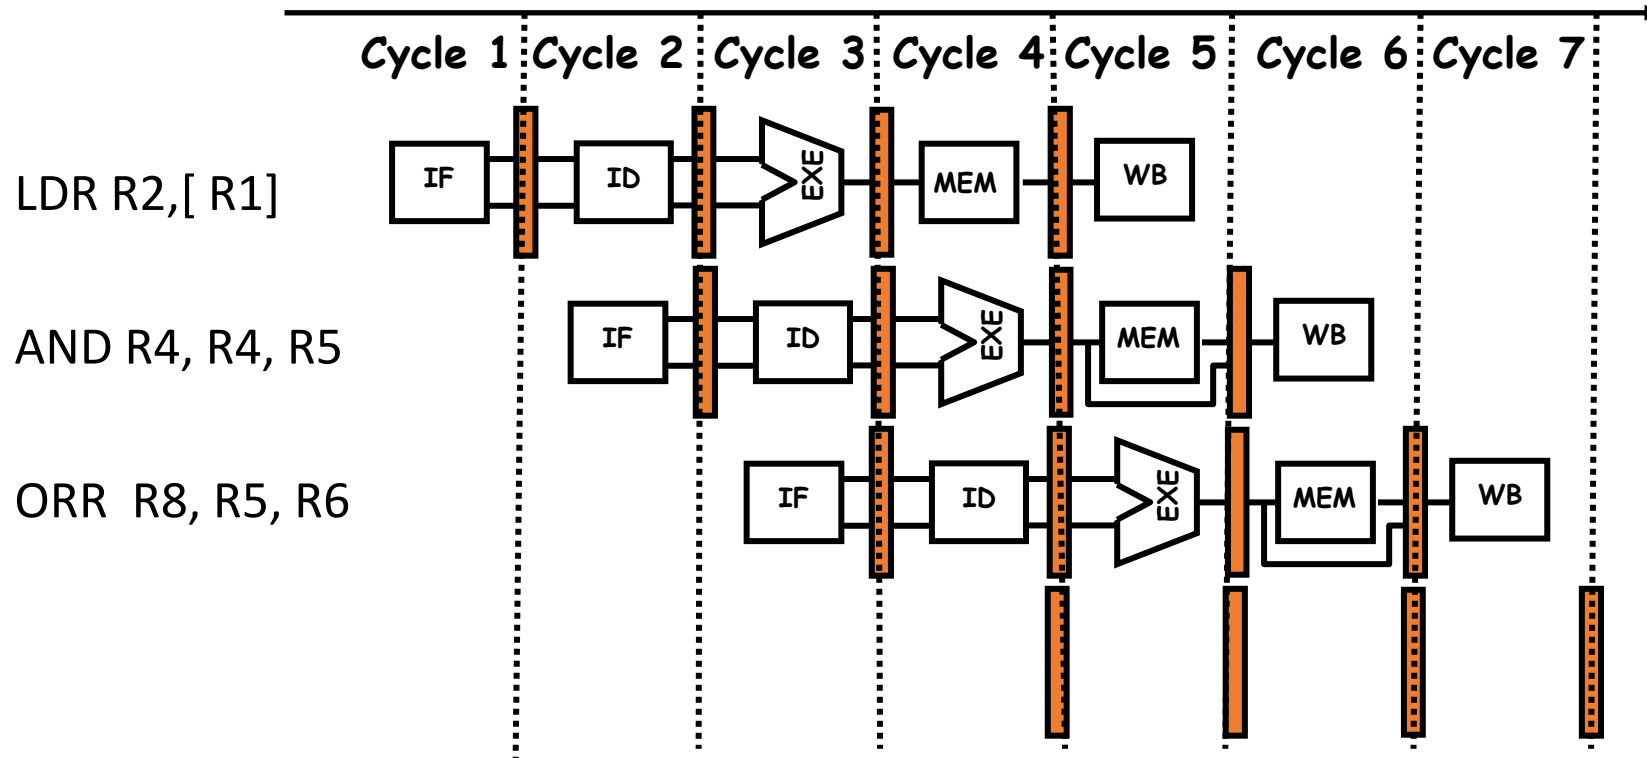 Cycle 1 Cycle 2 Cycle 3 Cycle 4 Cycle 5 Cycle 6 Cycle 7
LDR R2,[ R1] IF ID EXE MEM WB
AND R4, R4, R5 IF ID EXE MEM WB
ORR R8, R5, R6 IF ID EXE MEM WB